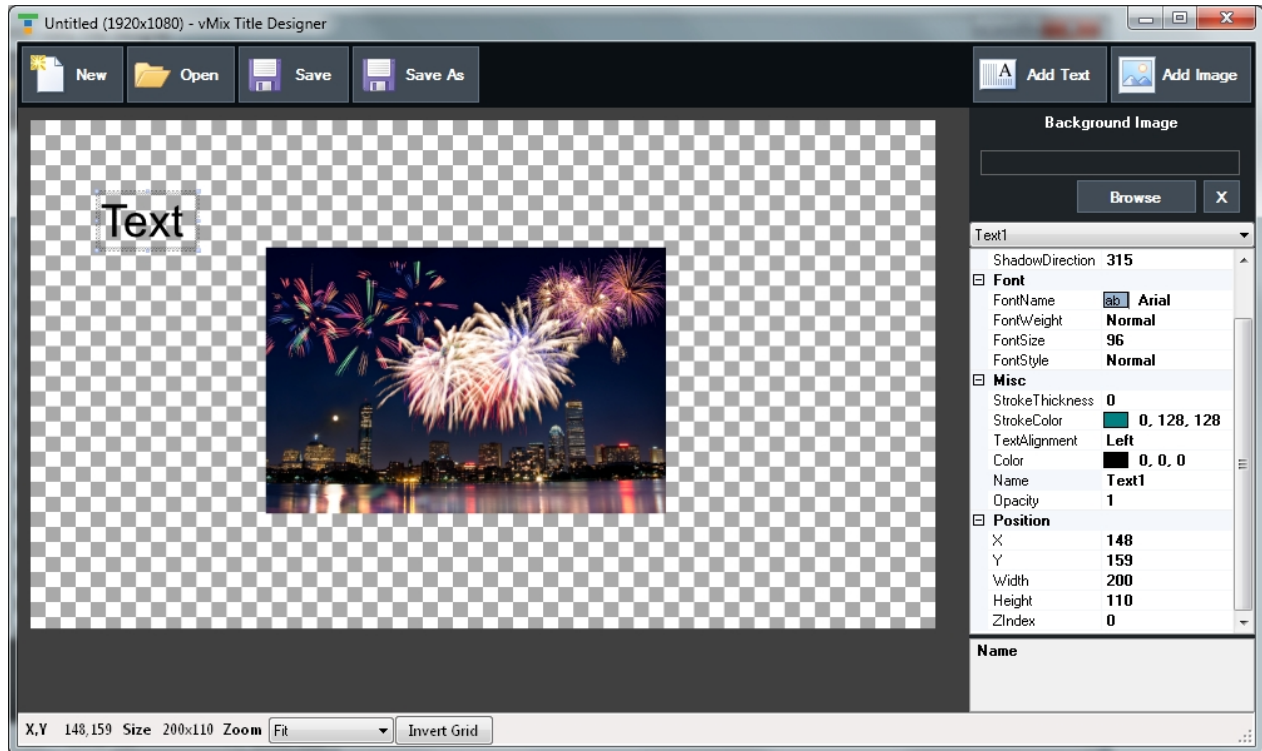 Untitled (1920x1080) - vMix Title Designer
New Open Save Save As Add Text Add Image
Background Image
Browse X
Text
Text1
ShadowDirection 315
Font
FontName ab Arial
FontWeight Normal
FontSize 96
FontStyle Normal
Misc
StrokeThickness 0
StrokeColor 0, 128, 128
TextAlignment Left
Color 0, 0, 0
Name Text1
Opacity 1
Position
X 148
Y 159
Width 200
Height 110
ZIndex 0
Name
X,Y 148,159 Size 200x110 Zoom Fit Invert Grid